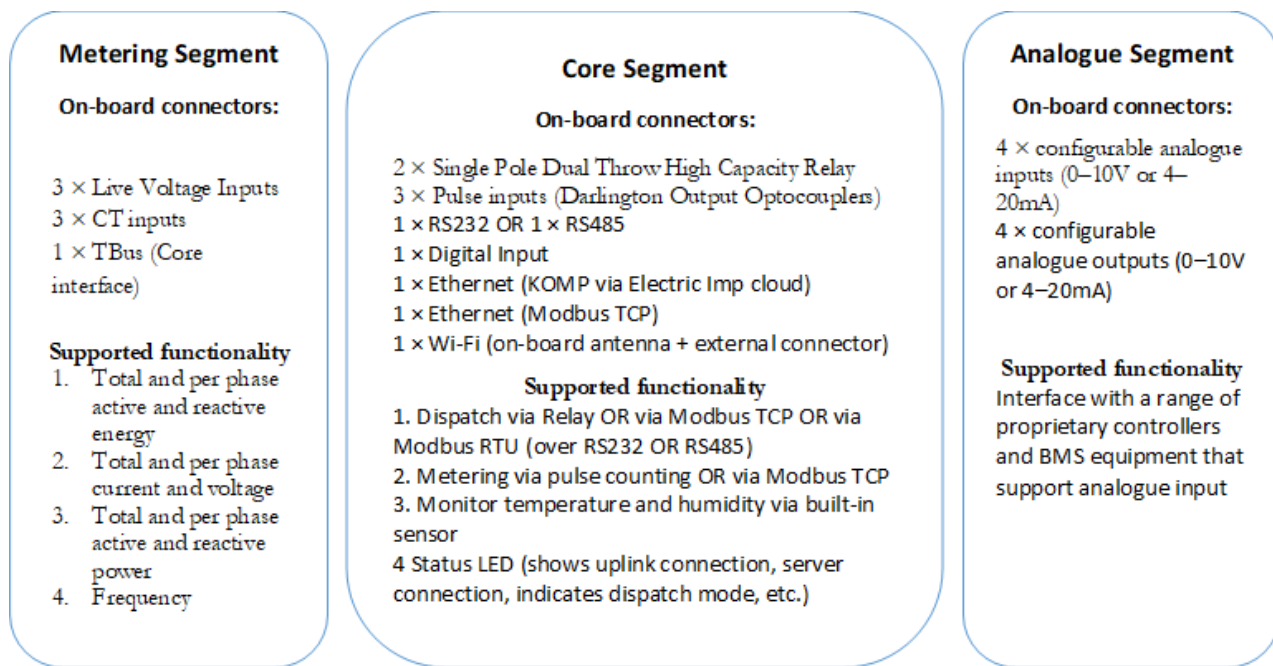 Metering Segment
On-board connectors:
3 × Live Voltage Inputs
3 × CT inputs
1 × TBus (Core
interface)
Supported functionality
1. Total and per phase
active and reactive
energy
2. Total and per phase
current and voltage
3. Total and per phase
active and reactive
power
4. Frequency
Core Segment
On-board connectors:
2 × Single Pole Dual Throw High Capacity Relay
3 × Pulse inputs (Darlington Output Optocouplers)
1 × RS232 OR 1 × RS485
1 × Digital Input
1 × Ethernet (KOMP via Electric Imp cloud)
1 × Ethernet (Modbus TCP)
1 × Wi-Fi (on-board antenna + external connector)
Supported functionality
1. Dispatch via Relay OR via Modbus TCP OR via
Modbus RTU (over RS232 OR RS485)
2. Metering via pulse counting OR via Modbus TCP
3. Monitor temperature and humidity via built-in
sensor
4 Status LED (shows uplink connection, server
connection, indicates dispatch mode, etc.)
Analogue Segment
On-board connectors:
4 × configurable analogue
inputs (0–10V or 4–
20mA)
4 × configurable
analogue outputs (0–10V
or 4–20mA)
Supported functionality
Interface with a range of
proprietary controllers
and BMS equipment that
support analogue input